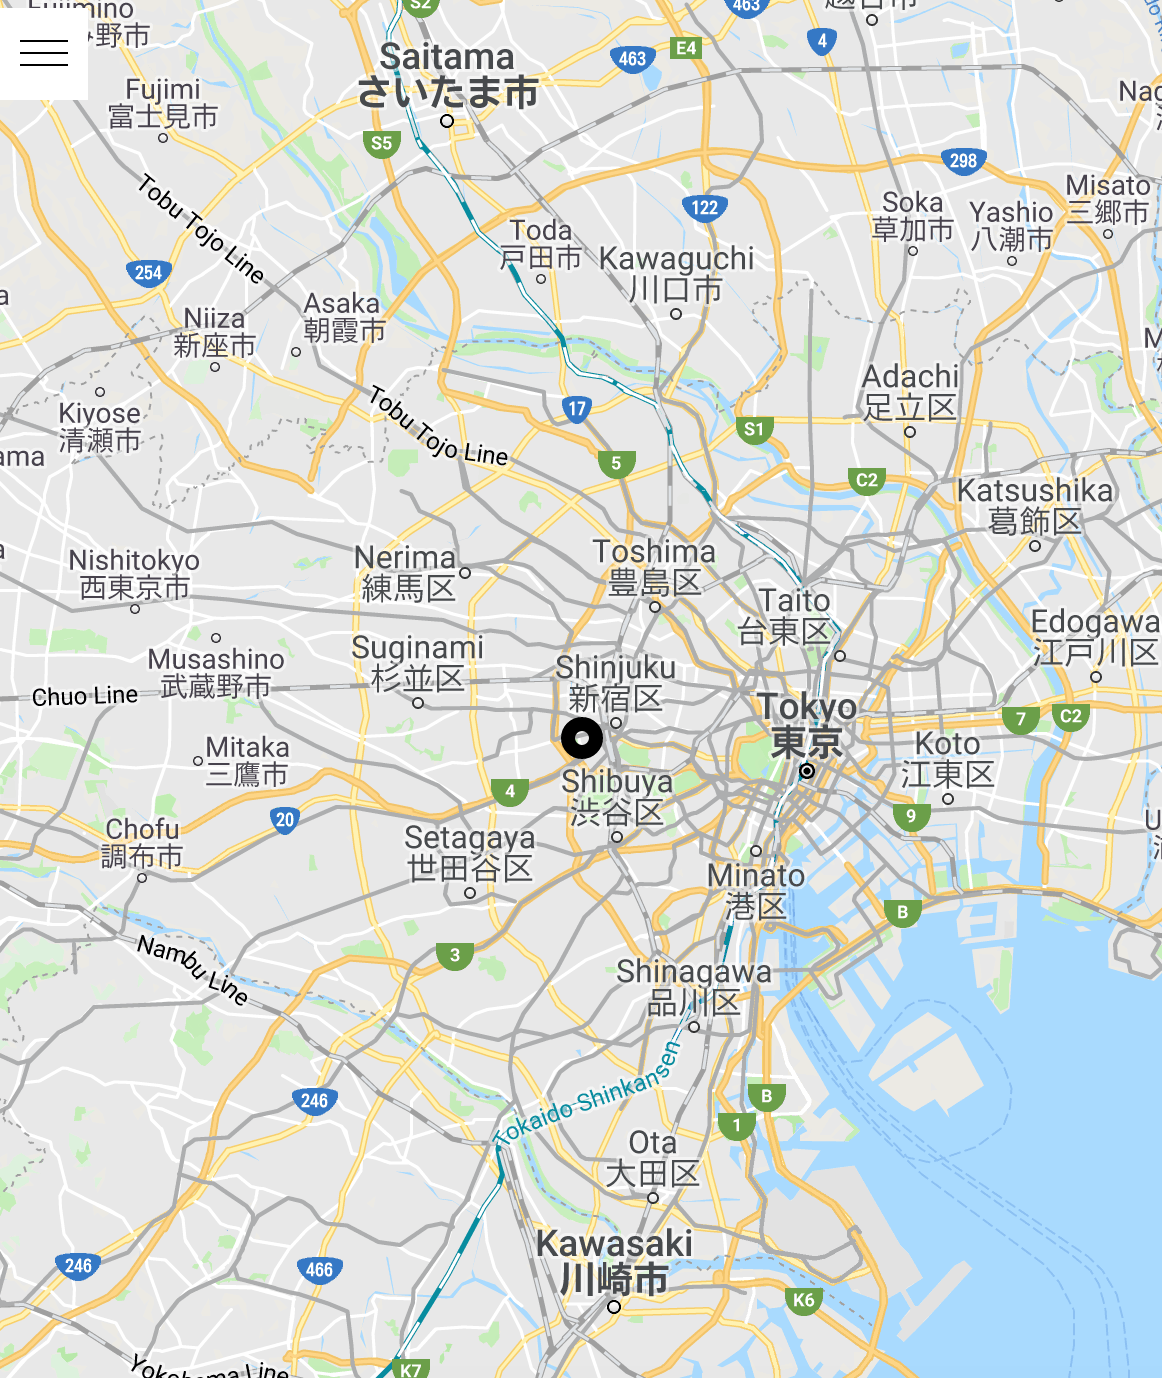 Fujimino
み野市
S2
463
4
Saitama
さいたま市
463
E4
Fujimi
富士見市
S5
298
Misato
三郷市
Soka
草加市
Yashio
八潮市
122
Tobu Tojo Line
254
Toda
戸田市
Kawaguchi
川口市
Asaka
朝霞市
Niiza
新座市
Adachi
足立区
Kiyose
清瀬市
17
Tobu Tojo Line
S1
5
C2
Katsushika
葛飾区
Nishitokyo
西東京市
Nerima
練馬区
Toshima
豊島区
Taito
台東区
Edogawa
江戸川区
Musashino
武蔵野市
Suginami
杉並区
Shinjuku
新宿区
Chuo Line
Tokyo
東京
7
C2
Mitaka
三鷹市
Koto
江東区
Shibuya
渋谷区
4
20
9
Chofu
調布市
Setagaya
世田谷区
Minato
港区
B
3
Nambu Line
Shinagawa
品川区
Tokaido Shinkansen
246
B
1
Ota
大田区
Kawasaki
川崎市
246
466
K6
Yokohama Line
K7